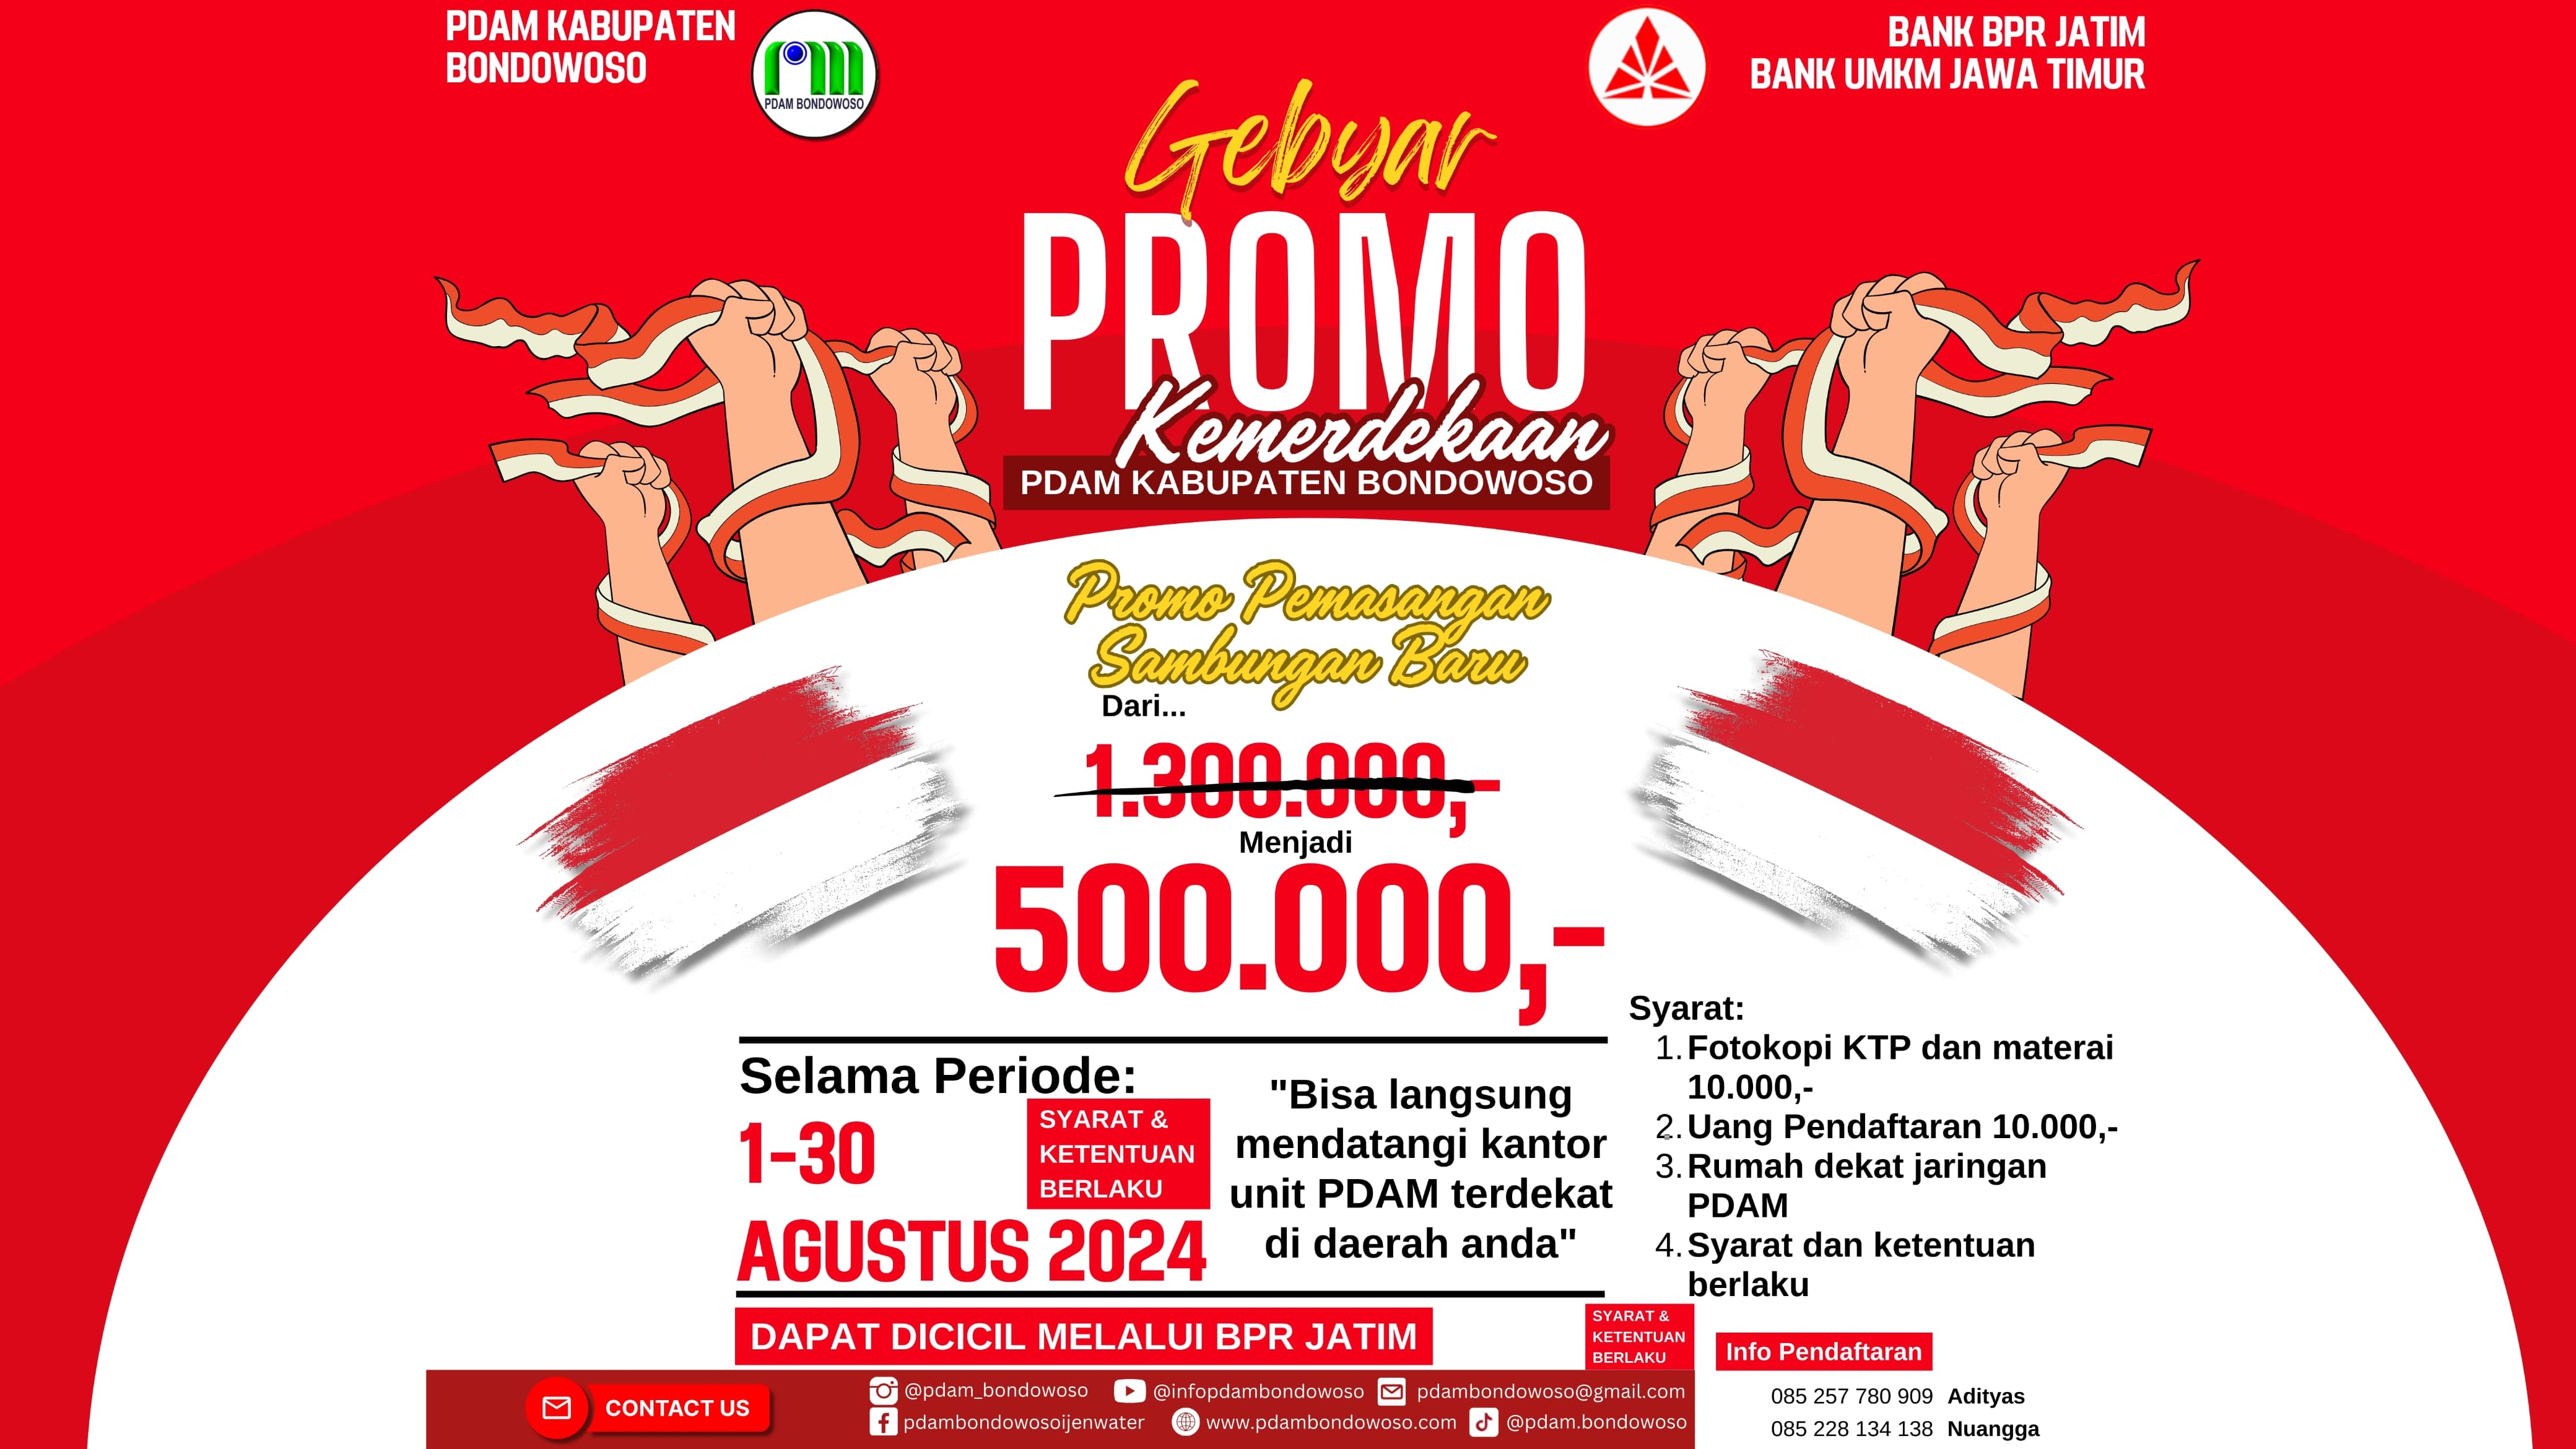 PDAM KABUPATEN
BONDOWOSO
PDAM BONDOWOSO
BANK BPR JATIM
BANK UMKM JAWA TIMUR
Gebyar
PROMO
Kemerdekaan
PDAM KABUPATEN BONDOWOSO
Promo Pemasangan
Sambungan Baru
Dari...
1.300.000,-
Menjadi
500.000,-
Selama Periode:
1-30
AGUSTUS 2024
SYARAT &
KETENTUAN
BERLAKU
"Bisa langsung
mendatangi kantor
unit PDAM terdekat
di daerah anda"
Syarat:
1. Fotokopi KTP dan materai
10.000,-
2. Uang Pendaftaran 10.000,-
3. Rumah dekat jaringan
PDAM
4. Syarat dan ketentuan
berlaku
DAPAT DICICIL MELALUI BPR JATIM
SYARAT &
KETENTUAN
BERLAKU
Info Pendaftaran
085 257 780 909 Adityas
085 228 134 138 Nuangga
CONTACT US
@pdam_bondowoso @infopdambondowoso pdambondowoso@gmail.com
pdambondowosoijenwater www.pdambondowoso.com @pdam.bondowoso